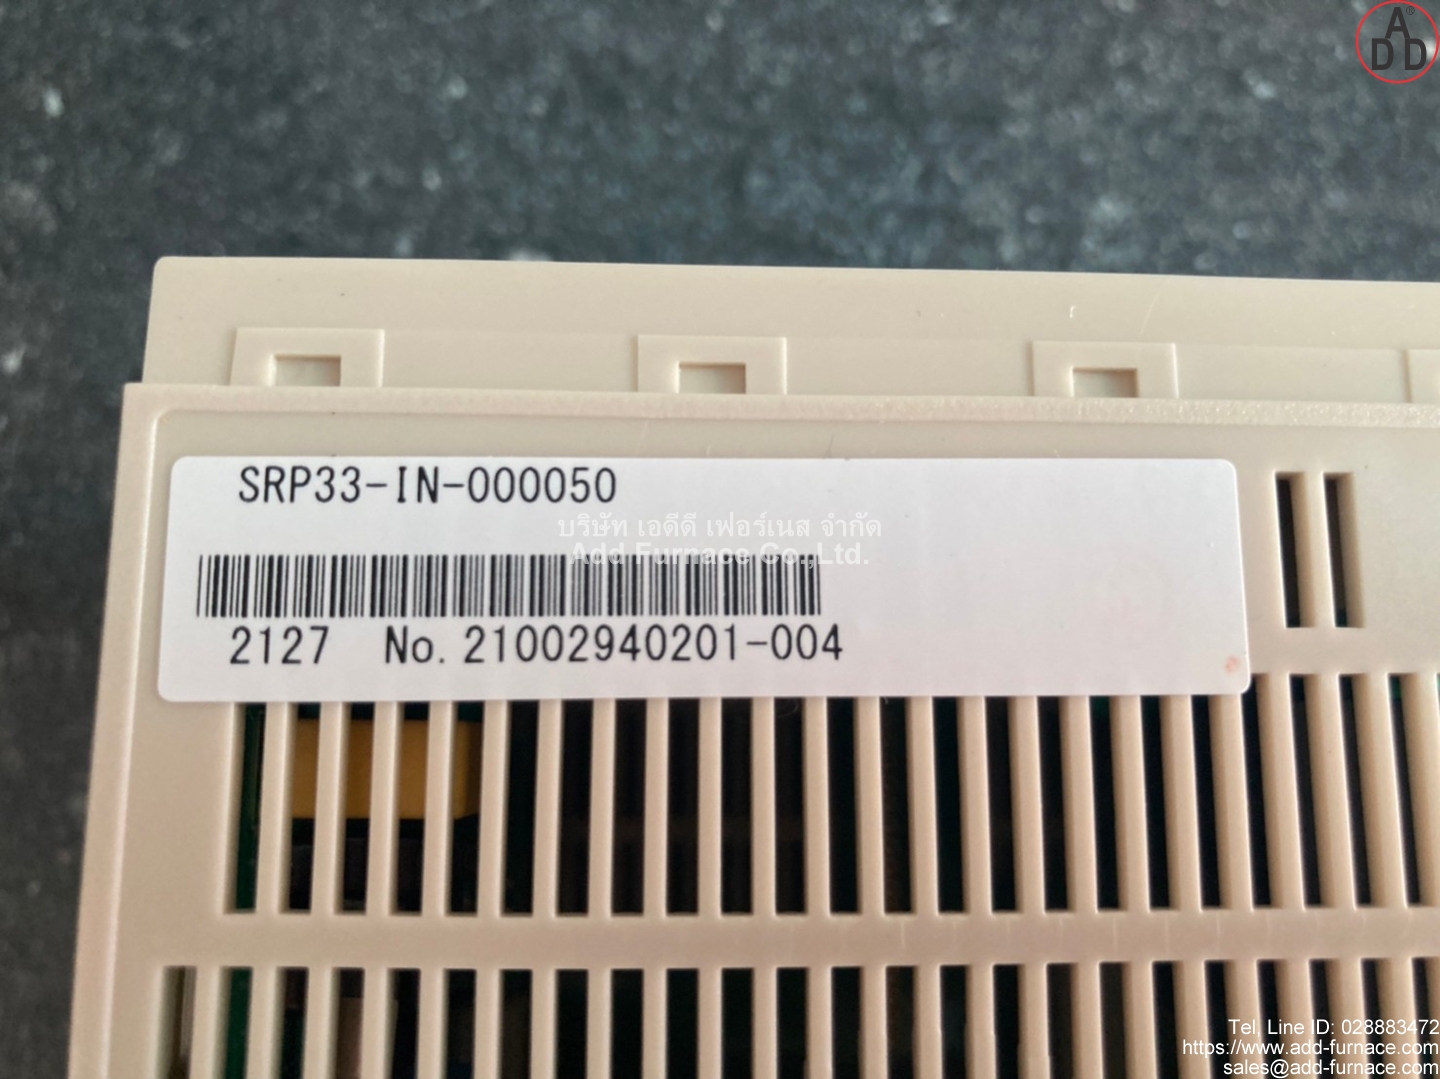 A®
DD
SRP33-IN-000050
บริษัท เอดีดี เฟอร์เนส จำกัด
Add Furnace Co.,Ltd.
2127 No. 21002940201-004
Tel, Line ID: 028883472
https://www.add-furnace.com
sales@add-furnace.com